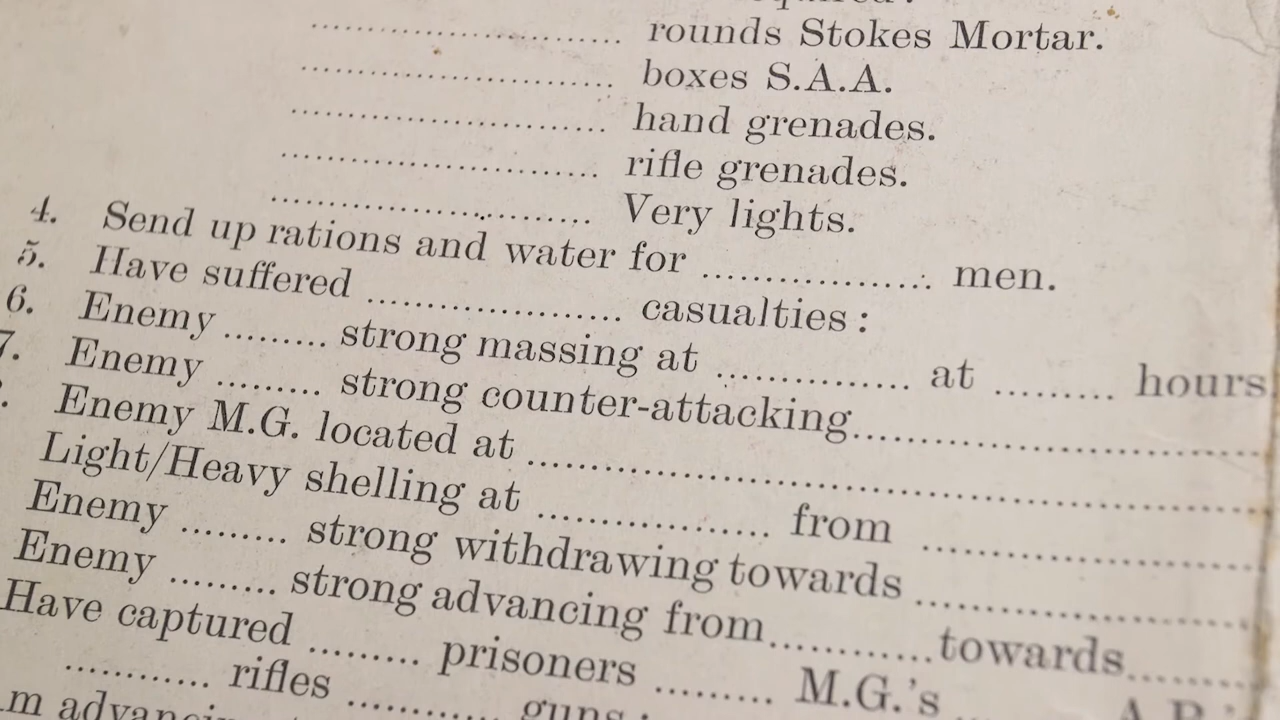 .............................. rounds Stokes Mortar.
.............................. boxes S.A.A.
.............................. hand grenades.
.............................. rifle grenades.
.............................. Very lights.
4. Send up rations and water for ..................... men.
5. Have suffered ...................... casualties :
6. Enemy ......... strong massing at ................ at ......... hours
7. Enemy ......... strong counter-attacking....................................
Enemy M.G. located at ..............................................................
Light/Heavy shelling at ................... from ..............................
Enemy ......... strong withdrawing towards ..............................
Enemy ......... strong advancing from..............towards............
Have captured ......... prisoners ......... M.G.'s ...
............ rifles ............ guns :